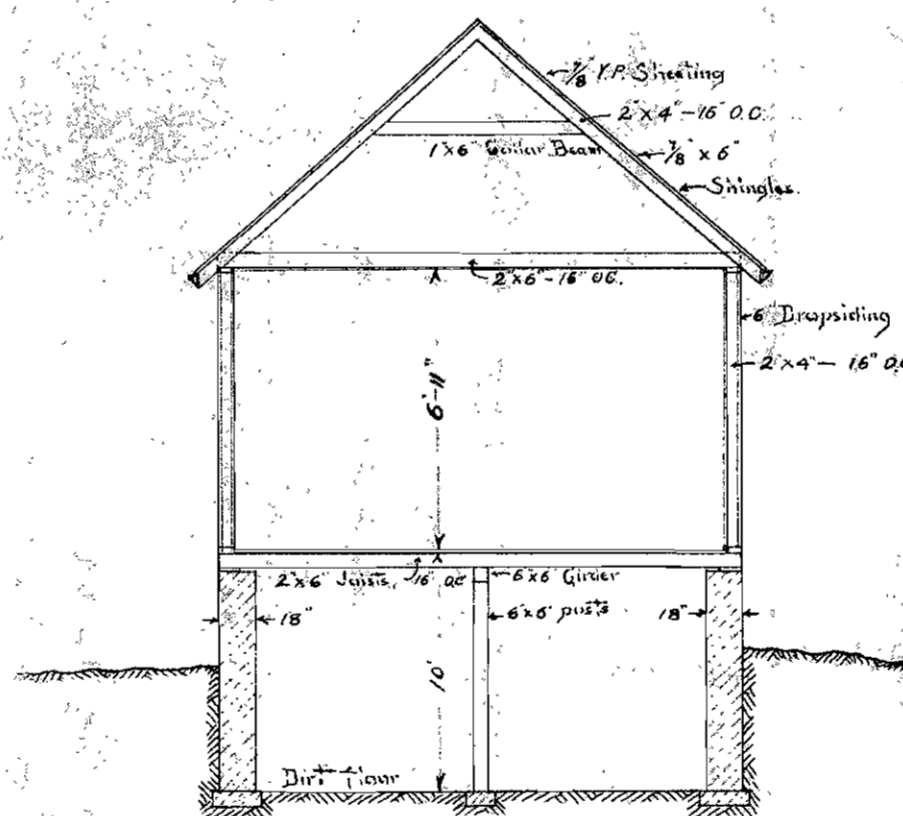 7/8" Y.P. Sheeting
2"x4"-16" O.C.
1"x6" Collar Beam
7/8" x 6"
Shingles.
2"x6"-16" O.C.
6" Dropsiding
6'-11"
2"x4"- 16" O.C
2"x6" Joists 16" O.C
6"x6" Girder
18"
6"x6" posts
18"
10'
Dirt floor